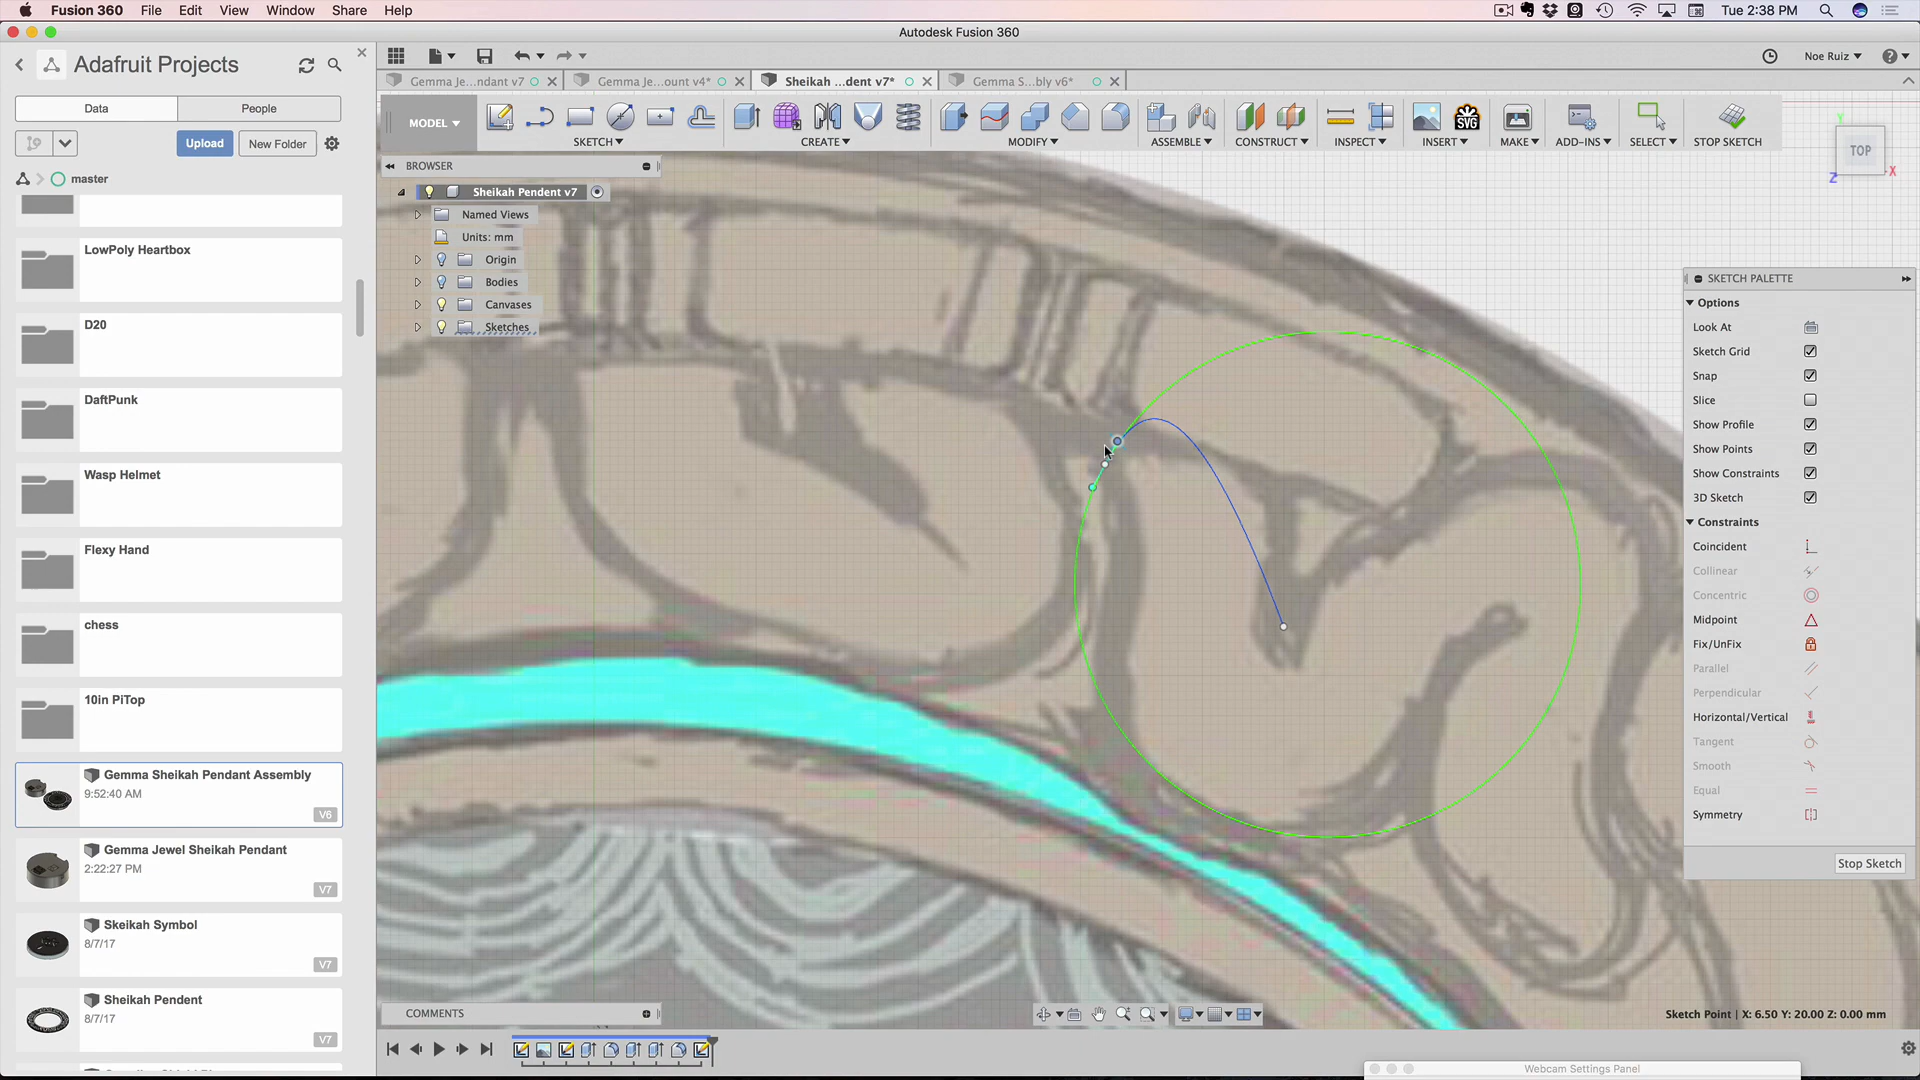 Fusion 360 File Edit View Window Share Help Tue 2:38 PM
Autodesk Fusion 360
Adafruit Projects
Data People
Upload New Folder
master
LowPoly Heartbox
D20
DaftPunk
Wasp Helmet
Flexy Hand
chess
10in PiTop
Gemma Sheikah Pendant Assembly
9:52:40 AM
V6
Gemma Jewel Sheikah Pendant
2:22:27 PM
V7
Skeikah Symbol
8/7/17
V7
Sheikah Pendent
8/7/17
V7
Noe Ruiz
Gemma Je...ndant v7 Gemma Je...ount v4* Sheikah ...dent v7* Gemma S...bly v6*
MODEL
SVG
SKETCH CREATE MODIFY ASSEMBLE CONSTRUCT INSPECT INSERT MAKE ADD-INS SELECT STOP SKETCH
BROWSER
Sheikah Pendent v7
Named Views
Units: mm
Origin
Bodies
Canvases
Sketches
Y
TOP
X
Z
SKETCH PALETTE
Options
Look At
Sketch Grid
Snap
Slice
Show Profile
Show Points
Show Constraints
3D Sketch
Constraints
Coincident
Collinear
Concentric
Midpoint
Fix/UnFix
Parallel
Perpendicular
Horizontal/Vertical
Tangent
Smooth
Equal
Symmetry
Stop Sketch
COMMENTS
Sketch Point | X: 6.50 Y: 20.00 Z: 0.00 mm
Webcam Settings Panel